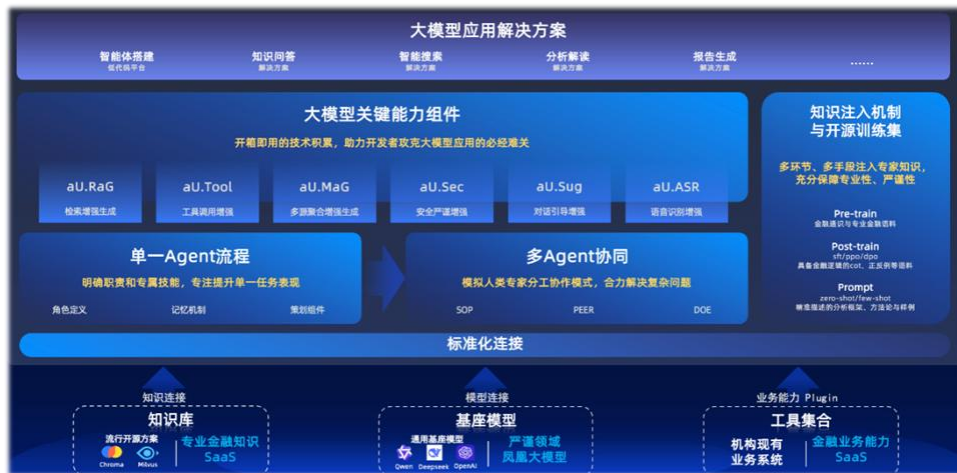 大模型应用解决方案
智能体搭建
低代码平台
知识问答
解决方案
智能搜索
解决方案
分析解读
解决方案
报告生成
解决方案
......
大模型关键能力组件
开箱即用的技术积累，助力开发者攻克大模型应用的必经难关
aU.RaG
检索增强生成
aU.Tool
工具调用增强
aU.MaG
多源聚合增强生成
aU.Sec
安全严谨增强
aU.Sug
对话引导增强
aU.ASR
语音识别增强
知识注入机制
与开源训练集
多环节、多手段注入专家知识，
充分保障专业性、严谨性
Pre-train
金融通识与专业金融语料
Post-train
sft/ppo/dpo
具备金融逻辑的cot、正反例等语料
Prompt
zero-shot/few-shot
精准描述的分析框架、方法论与样例
单一Agent流程
明确职责和专属技能，专注提升单一任务表现
角色定义
记忆机制
策划组件
多Agent协同
模拟人类专家分工协作模式，合力解决复杂问题
SOP
PEER
DOE
标准化连接
知识连接
知识库
流行开源方案
Chroma
Milvus
专业金融知识
SaaS
模型连接
基座模型
通用基座模型
Qwen
Deepseek
OpenAI
严谨领域
凤凰大模型
业务能力 Plugin
工具集合
机构现有
业务系统
金融业务能力
SaaS